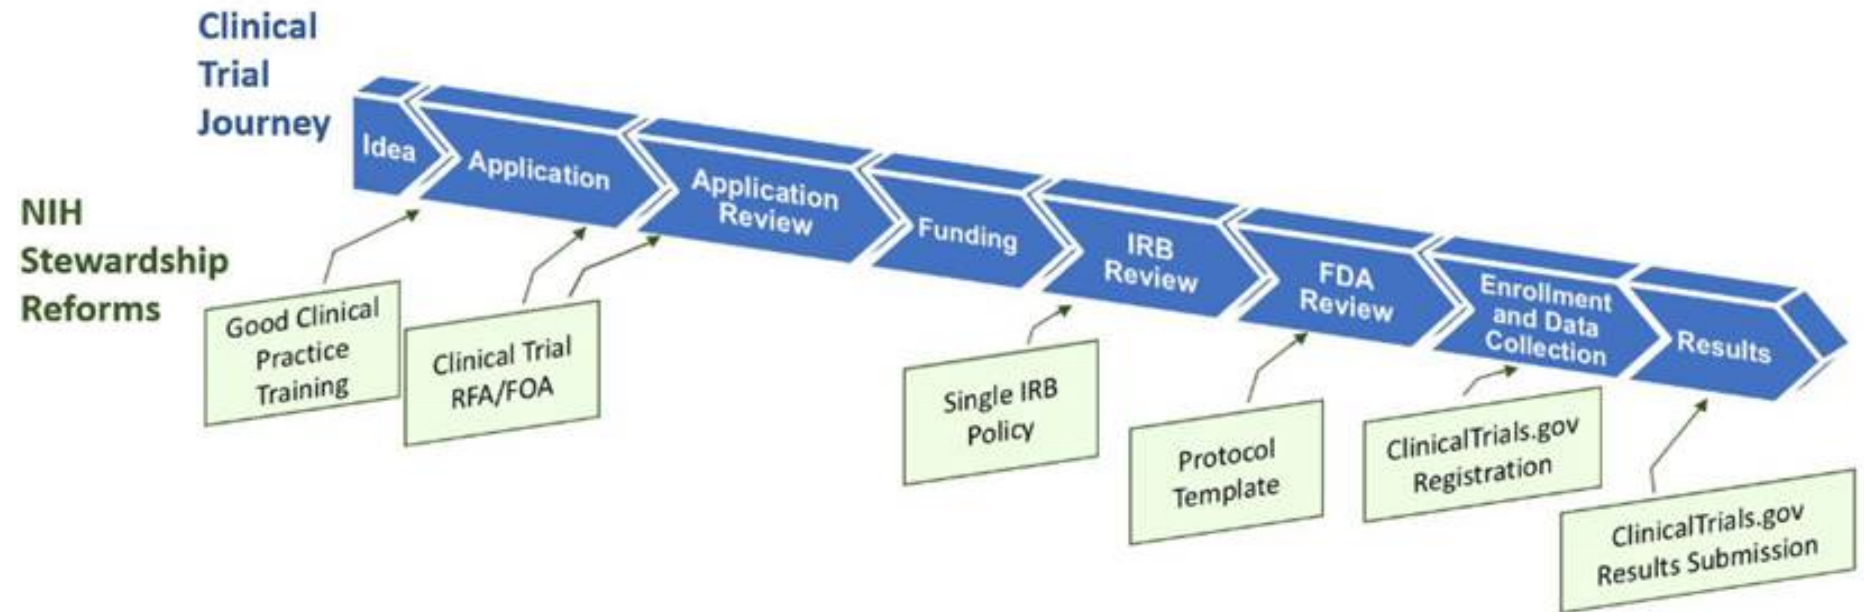 Clinical
Trial
Journey
NIH
Stewardship
Reforms
Idea
Application
Application
Review
Funding
IRB
Review
FDA
Review
Enrollment
and Data
Collection
Results
Good Clinical
Practice
Training
Clinical Trial
RFA/FOA
Single IRB
Policy
Protocol
Template
ClinicalTrials.gov
Registration
ClinicalTrials.gov
Results Submission